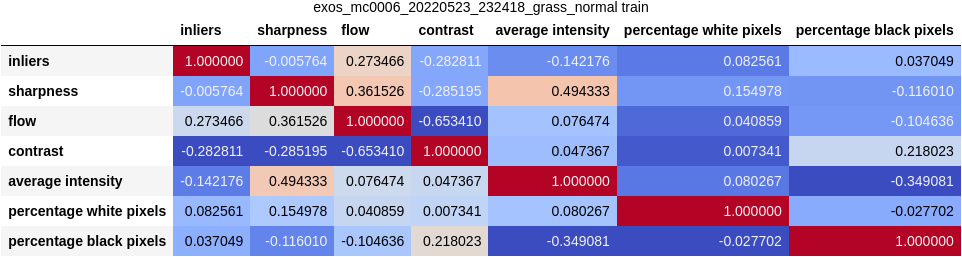 exos_mc0006_20220523_232418_grass_normal train
inliers sharpness flow contrast average intensity percentage white pixels percentage black pixels
inliers 1.000000 -0.005764 0.273466 -0.282811 -0.142176 0.082561 0.037049
sharpness -0.005764 1.000000 0.361526 -0.285195 0.494333 0.154978 -0.116010
flow 0.273466 0.361526 1.000000 -0.653410 0.076474 0.040859 -0.104636
contrast -0.282811 -0.285195 -0.653410 1.000000 0.047367 0.007341 0.218023
average intensity -0.142176 0.494333 0.076474 0.047367 1.000000 0.080267 -0.349081
percentage white pixels 0.082561 0.154978 0.040859 0.007341 0.080267 1.000000 -0.027702
percentage black pixels 0.037049 -0.116010 -0.104636 0.218023 -0.349081 -0.027702 1.000000